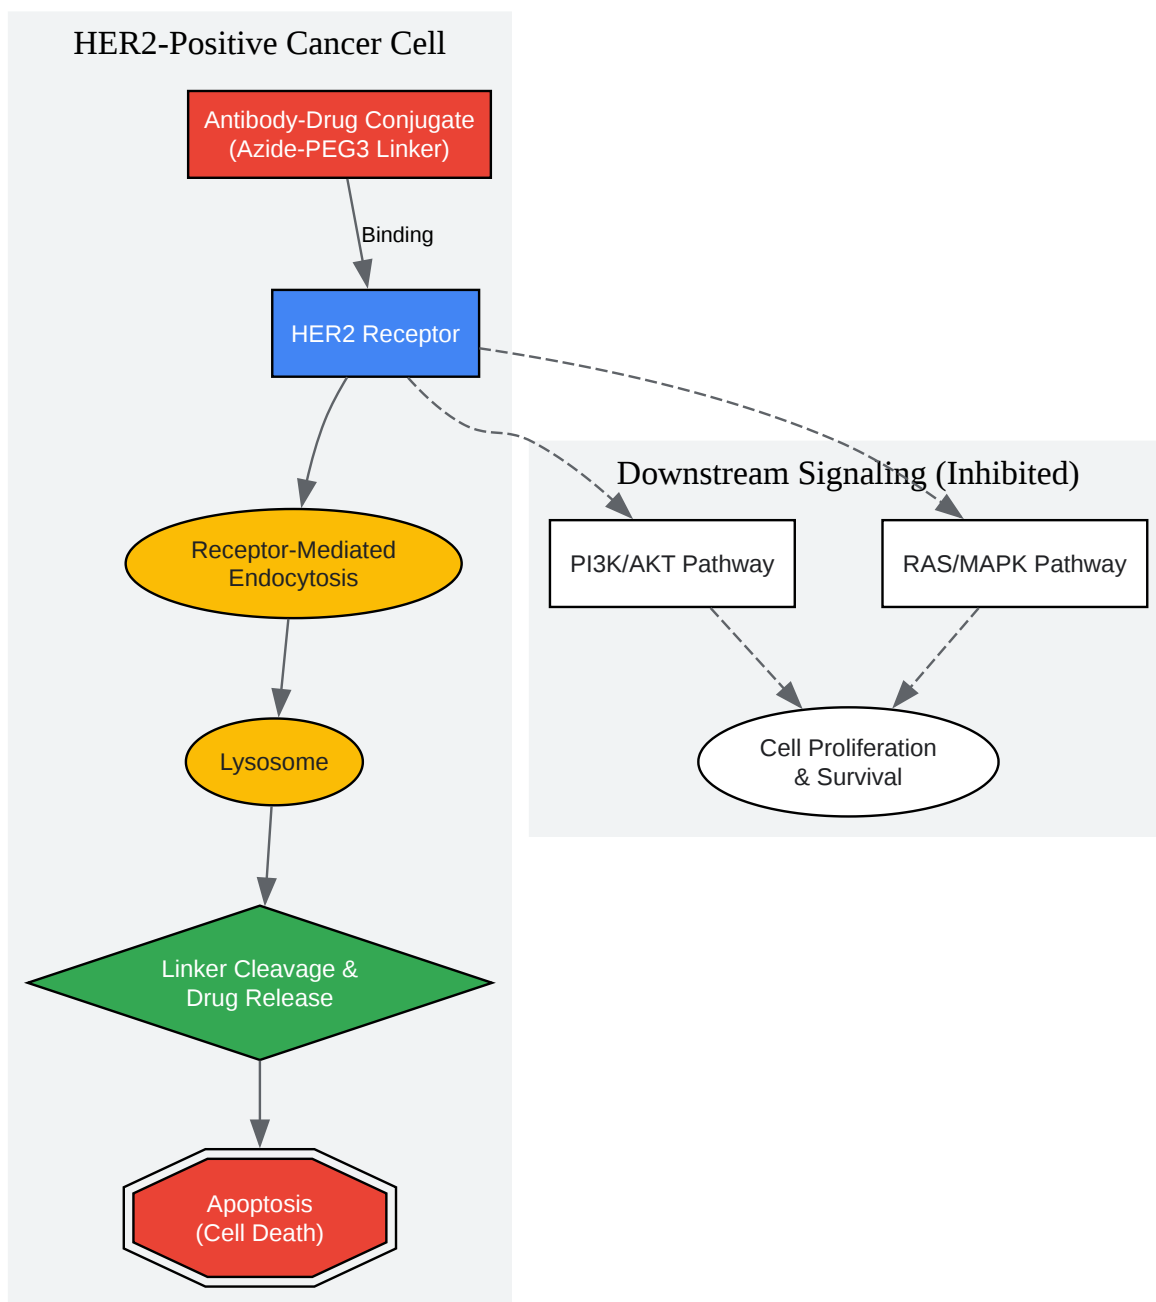 HER2-Positive Cancer Cell
Antibody-Drug Conjugate
(Azide-PEG3 Linker)
Binding
HER2 Receptor
Downstream Signaling (Inhibited)
Receptor-Mediated
Endocytosis
PI3K/AKT Pathway
RAS/MAPK Pathway
Lysosome
Cell Proliferation
& Survival
Linker Cleavage &
Drug Release
Apoptosis
(Cell Death)